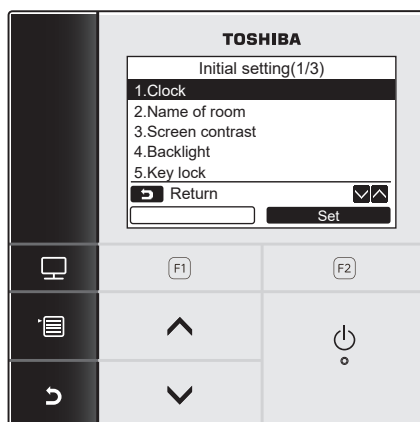 TOSHIBA
Initial setting(1/3)
1.Clock
2.Name of room
3.Screen contrast
4.Backlight
5.Key lock
Return
Set
F1
F2